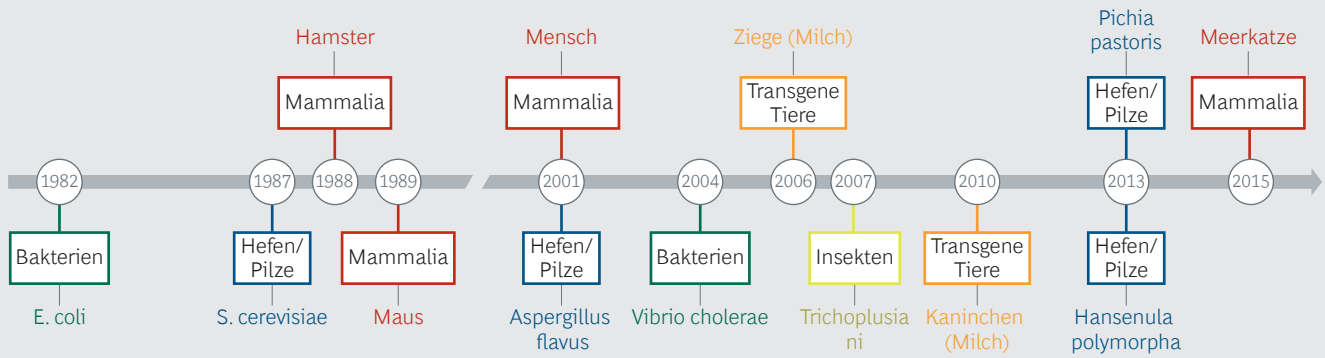 Hamster
Mensch
Ziege (Milch)
Pichia
pastoris
Meerkatze
Mammalia
Mammalia
Transgene
Tiere
Hefen/
Pilze
Mammalia
1982
1987
1988
1989
2001
2004
2006
2007
2010
2013
2015
Bakterien
Hefen/
Pilze
Mammalia
Hefen/
Pilze
Bakterien
Insekten
Transgene
Tiere
Hefen/
Pilze
E. coli
S. cerevisiae
Maus
Aspergillus
flavus
Vibrio cholerae
Trichoplusia
ni
Kaninchen
(Milch)
Hansenula
polymorpha